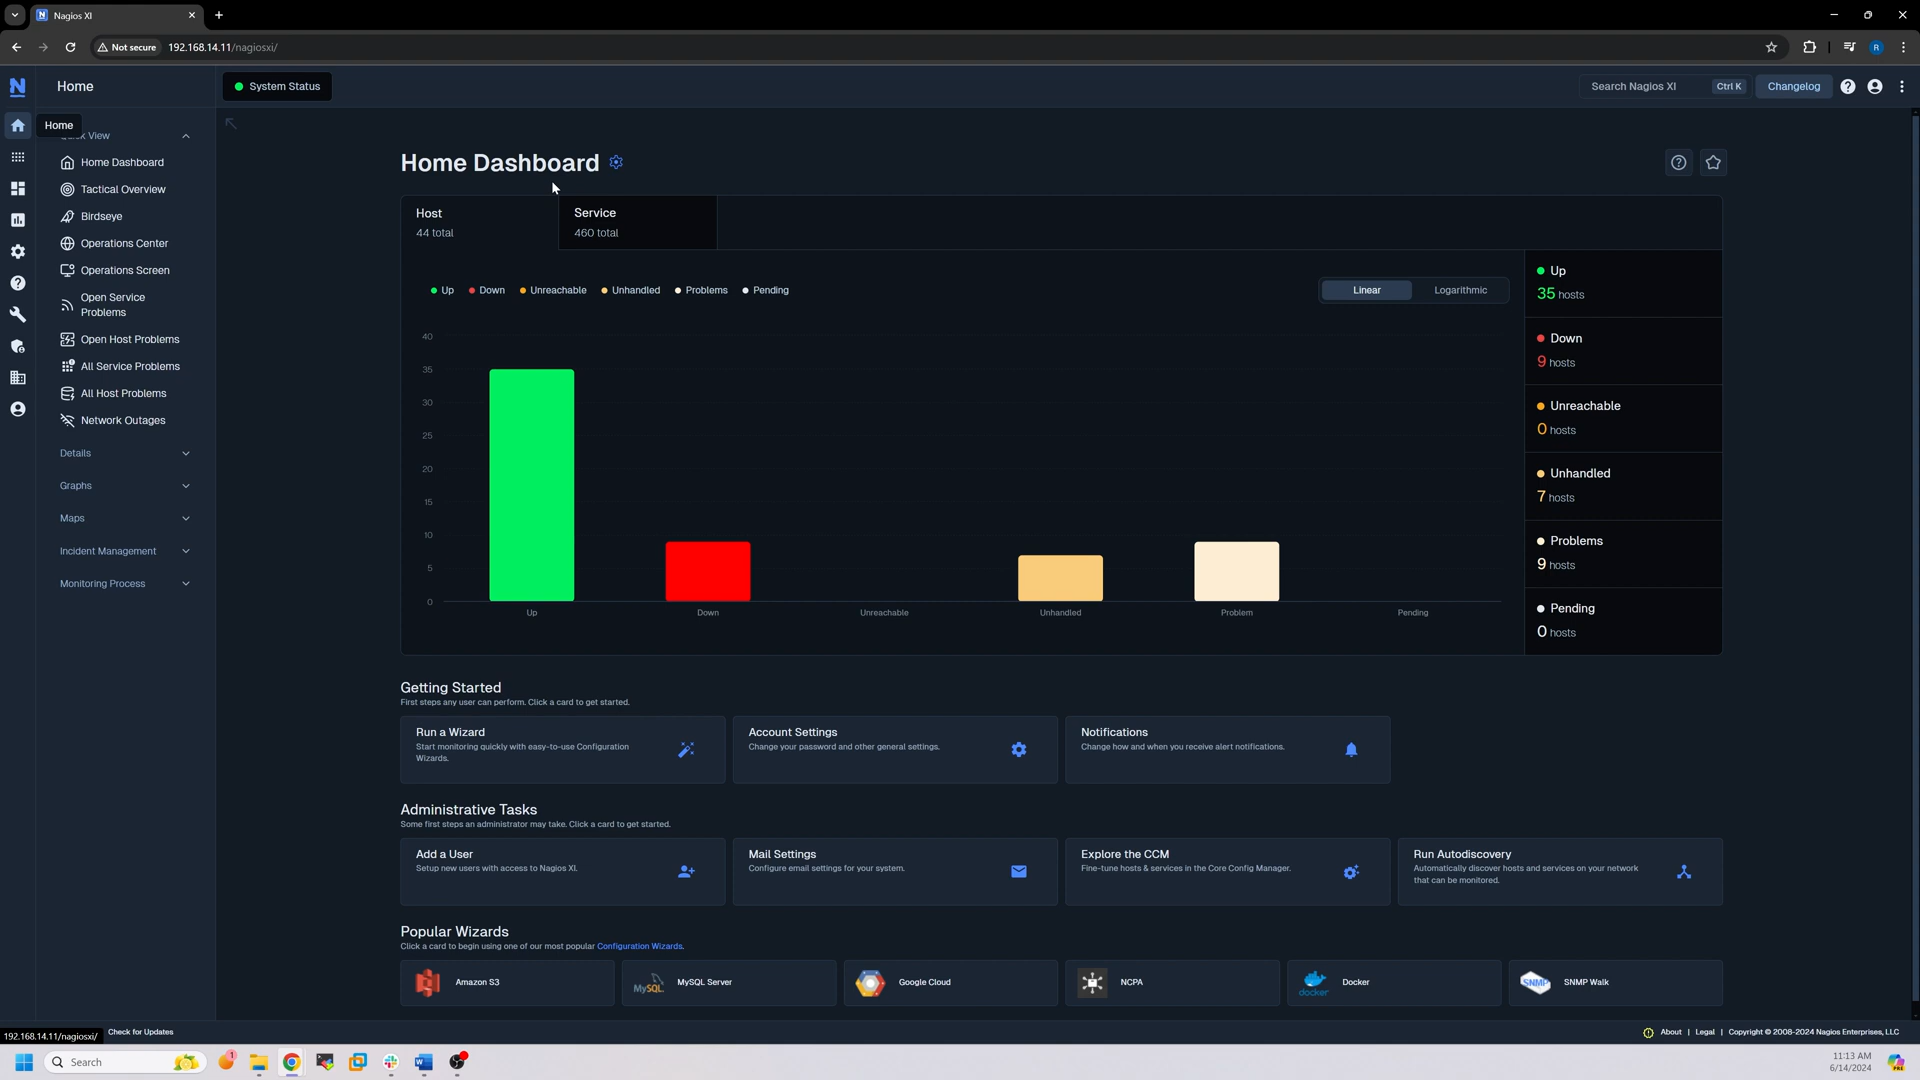 Nagios XI
Not secure
192.168.14.11/nagiosxi/
R
Home
System Status
Search Nagios XI
Ctrl K
Changelog
Home
View
Home Dashboard
Tactical Overview
Birdseye
Operations Center
Operations Screen
Open Service
Problems
Open Host Problems
All Service Problems
All Host Problems
Network Outages
Details
Graphs
Maps
Incident Management
Monitoring Process
Home Dashboard
Host
44 total
Service
460 total
Up
Down
Unreachable
Unhandled
Problems
Pending
Linear
Logarithmic
40
35
30
25
20
15
10
5
0
Up
Down
Unreachable
Unhandled
Problem
Pending
Up
35 hosts
Down
9 hosts
Unreachable
0 hosts
Unhandled
7 hosts
Problems
9 hosts
Pending
0 hosts
Getting Started
First steps any user can perform. Click a card to get started.
Run a Wizard
Start monitoring quickly with easy-to-use Configuration
Wizards.
Account Settings
Change your password and other general settings.
Notifications
Change how and when you receive alert notifications.
Administrative Tasks
Some first steps an administrator may take. Click a card to get started.
Add a User
Setup new users with access to Nagios XI.
Mail Settings
Configure email settings for your system.
Explore the CCM
Fine-tune hosts & services in the Core Config Manager.
Run Autodiscovery
Automatically discover hosts and services on your network
that can be monitored.
Popular Wizards
Click a card to begin using one of our most popular Configuration Wizards.
Amazon S3
MySQL
MySQL Server
Google Cloud
NCPA
docker
Docker
SNMP
SNMP Walk
192.168.14.11/nagiosxi/
Check for Updates
About | Legal | Copyright © 2008-2024 Nagios Enterprises, LLC
Search
1
11:13 AM
6/14/2024
PRE